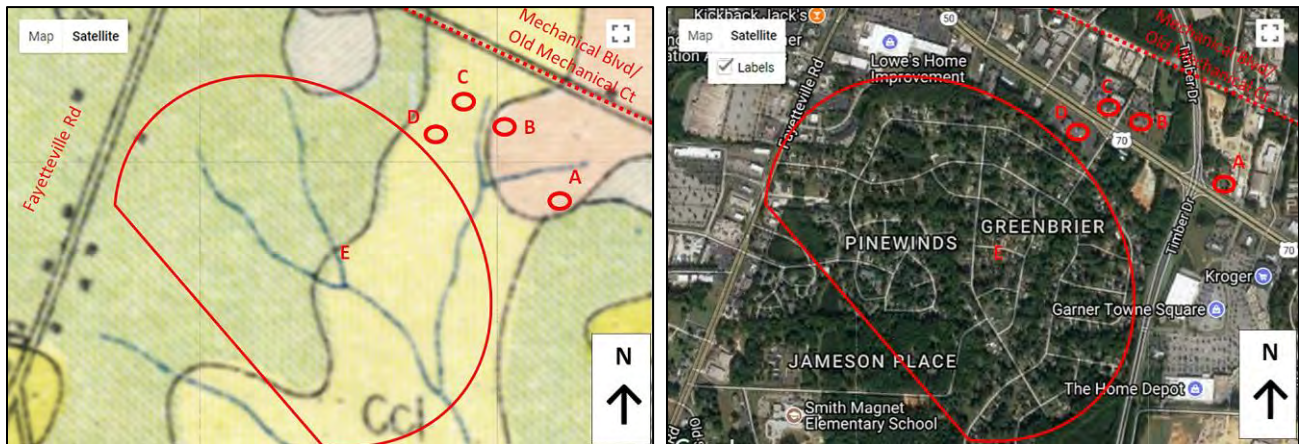 Map Satellite
Mechanical Blvd/
Old Mechanical Ct
Fayetteville Rd
C
D
B
A
E
Ccl
N
Kickback Jack's
Map Satellite
Labels
50
Lowe's Home
Improvement
Fayetteville Rd
Mechanical Blvd/
Old Mechanical Ct
Timber Dr
C
D
B
70
A
GREENBRIER
PINEWINDS
E
Timber Dr
70
Kroger
Garner Towne Square
JAMESON PLACE
The Home Depot
Smith Magnet
Elementary School
N